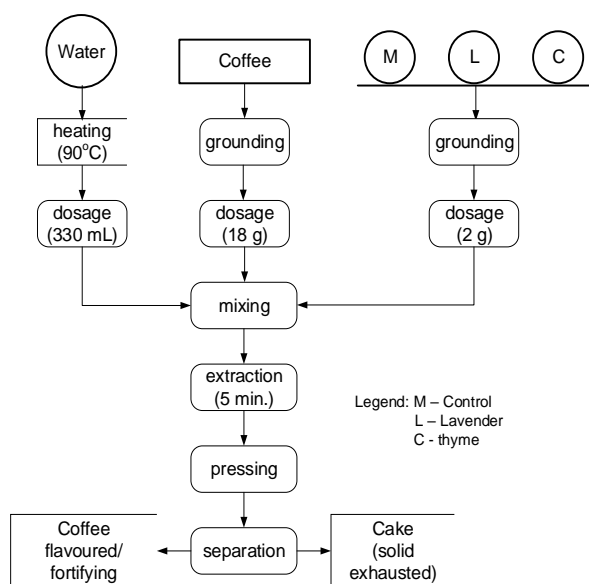 Water
Coffee
M
L
C
heating
(90°C)
grounding
grounding
dosage
(330 mL)
dosage
(18 g)
dosage
(2 g)
mixing
extraction
(5 min.)
Legend: M – Control
L – Lavender
C - thyme
pressing
Coffee
flavoured/
fortifying
separation
Cake
(solid
exhausted)